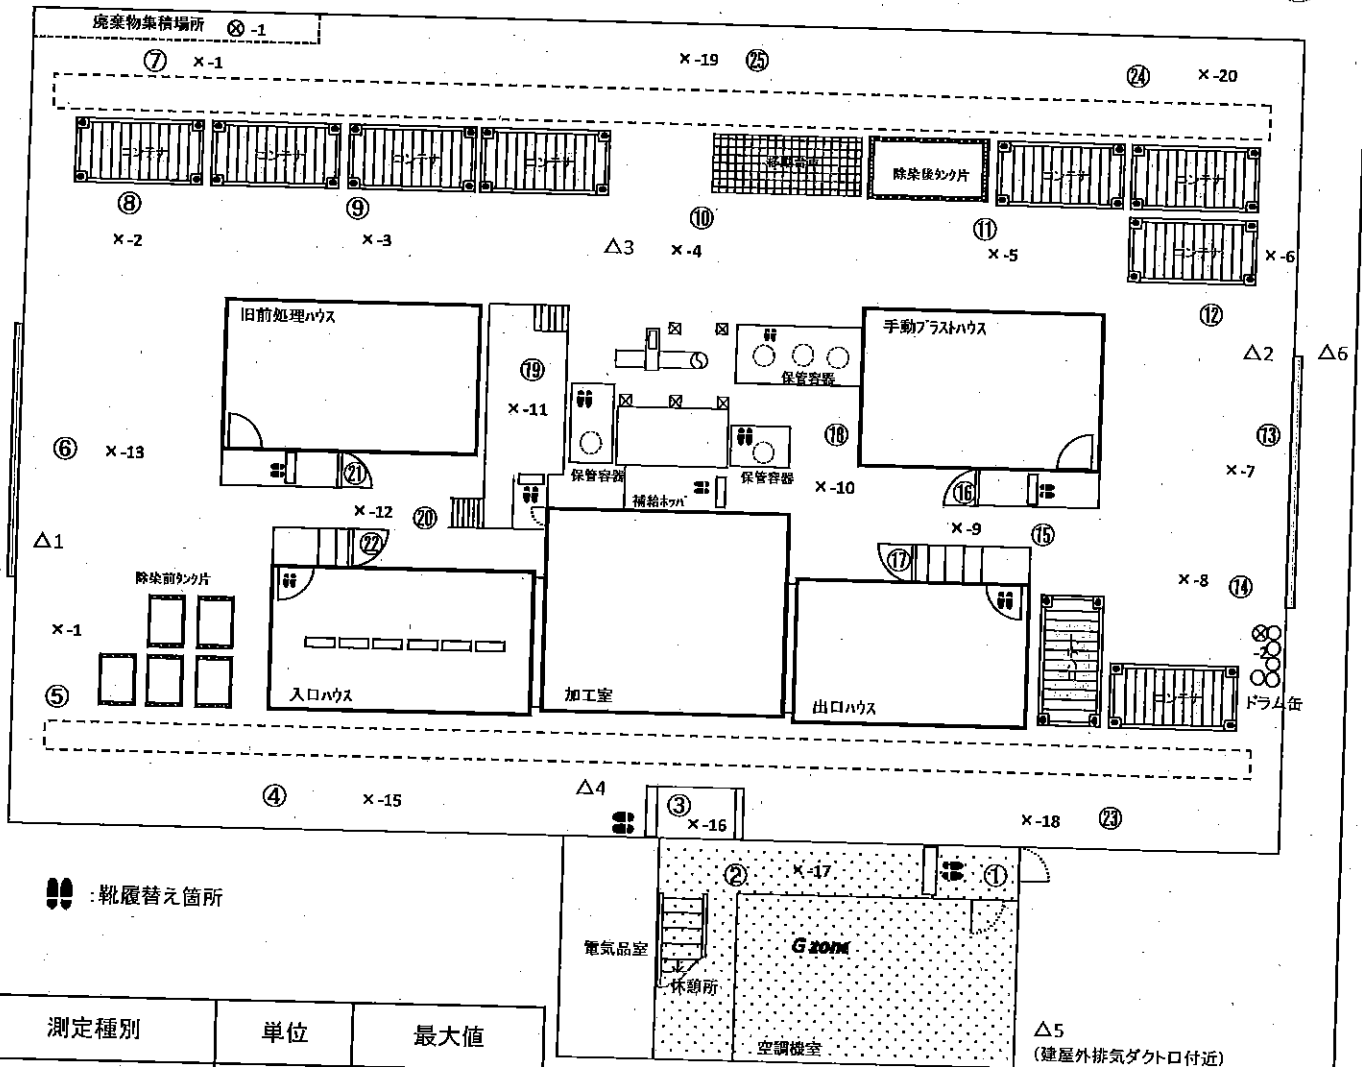 廃棄物集積場所 ⊗ -1
⑦ ×-1
×-19 ㉕
㉔ ×-20
コンテナ
コンテナ
コンテナ
コンテナ
除染後タンク片
コンテナ
コンテナ
⑧
⑨
⑩
⑪
×-2
×-3
△3
×-4
×-5
コンテナ
×-6
⑫
旧前処理ハウス
手動ブラストハウス
△2
△6
⑲
保管容器
×-11
⑥
×-13
⑱
⑬
×-7
㉑
保管容器
保管容器
×-10
補給ホッパ
⑯
×-12
⑳
×-9
⑮
△1
㉒
⑰
除染前タンク片
×-8
⑭
×-1
⑤
入口ハウス
加工室
出口ハウス
コンテナ
コンテナ
-2
ドラム缶
④
×-15
△4
③
×-16
×-18
㉓
:靴履替え箇所
②
×-17
①
電気品室
G zone
休憩所
空調機室
△5
(建屋外排気ダクト口付近)
測定種別 単位 最大値